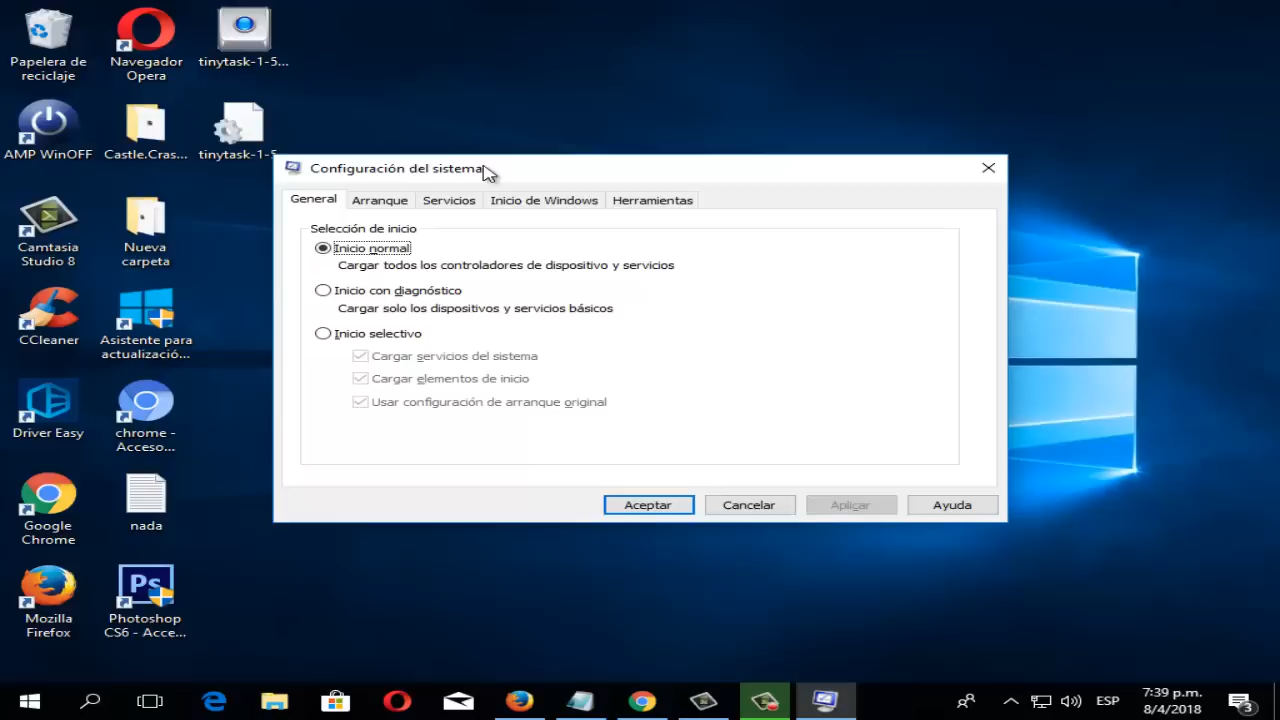 Papelera de
reciclaje
Navegador
Opera
tinytask-1-5...
AMP WinOFF
Castle.Cras...
tinytask-1-5
Camtasia
Studio 8
Nueva
carpeta
CCleaner
Asistente para
actualizació...
Driver Easy
chrome -
Acceso...
Google
Chrome
nada
Mozilla
Firefox
Ps
Photoshop
CS6 - Acce...
Configuración del sistema
General
Arranque
Servicios
Inicio de Windows
Herramientas
Selección de inicio
Inicio normal
Cargar todos los controladores de dispositivo y servicios
Inicio con diagnóstico
Cargar solo los dispositivos y servicios básicos
Inicio selectivo
Cargar servicios del sistema
Cargar elementos de inicio
Usar configuración de arranque original
Aceptar
Cancelar
Aplicar
Ayuda
ESP
7:39 p.m.
8/4/2018
3